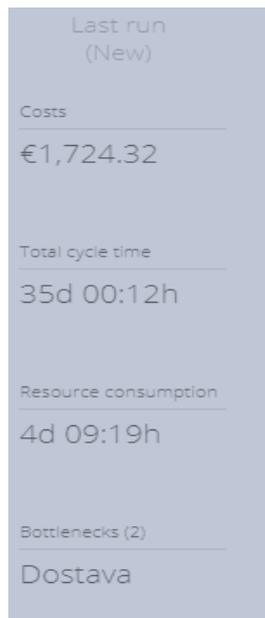 Last run
(New)
Costs
€1,724.32
Total cycle time
35d 00:12h
Resource consumption
4d 09:19h
Bottlenecks (2)
Dostava